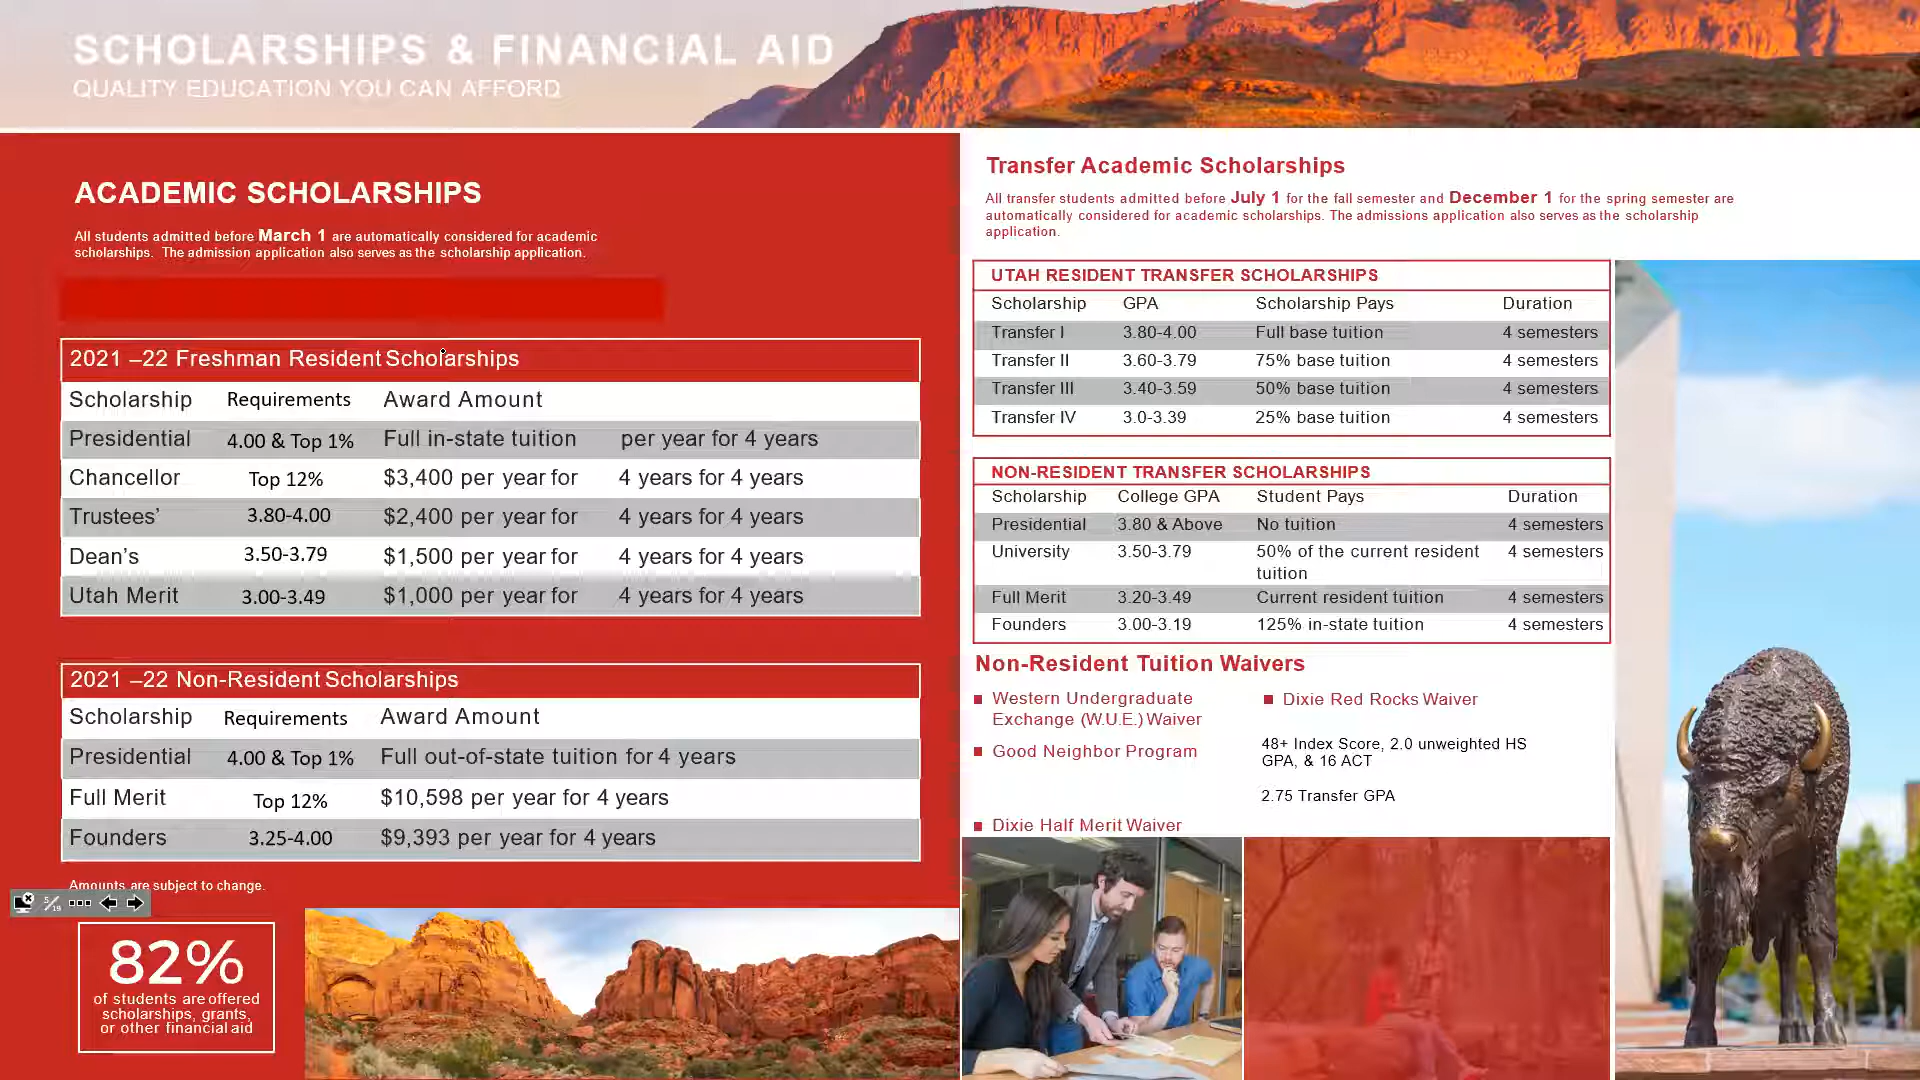 SCHOLARSHIPS & FINANCIAL AID
QUALITY EDUCATION YOU CAN AFFORD
ACADEMIC SCHOLARSHIPS
All students admitted before March 1 are automatically considered for academic
scholarships. The admission application also serves as the scholarship application.
2021 –22 Freshman Resident Scholarships
Scholarship Requirements Award Amount
Presidential 4.00 & Top 1% Full in-state tuition per year for 4 years
Chancellor Top 12% $3,400 per year for 4 years for 4 years
Trustees’ 3.80-4.00 $2,400 per year for 4 years for 4 years
Dean’s 3.50-3.79 $1,500 per year for 4 years for 4 years
Utah Merit 3.00-3.49 $1,000 per year for 4 years for 4 years
2021 –22 Non-Resident Scholarships
Scholarship Requirements Award Amount
Presidential 4.00 & Top 1% Full out-of-state tuition for 4 years
Full Merit Top 12% $10,598 per year for 4 years
Founders 3.25-4.00 $9,393 per year for 4 years
Amounts are subject to change.
5/19
82%
of students are offered
scholarships, grants,
or other financial aid
Transfer Academic Scholarships
All transfer students admitted before July 1 for the fall semester and December 1 for the spring semester are
automatically considered for academic scholarships. The admissions application also serves as the scholarship
application.
UTAH RESIDENT TRANSFER SCHOLARSHIPS
Scholarship GPA Scholarship Pays Duration
Transfer I 3.80-4.00 Full base tuition 4 semesters
Transfer II 3.60-3.79 75% base tuition 4 semesters
Transfer III 3.40-3.59 50% base tuition 4 semesters
Transfer IV 3.0-3.39 25% base tuition 4 semesters
NON-RESIDENT TRANSFER SCHOLARSHIPS
Scholarship College GPA Student Pays Duration
Presidential 3.80 & Above No tuition 4 semesters
University 3.50-3.79 50% of the current resident 4 semesters
tuition
Full Merit 3.20-3.49 Current resident tuition 4 semesters
Founders 3.00-3.19 125% in-state tuition 4 semesters
Non-Resident Tuition Waivers
Western Undergraduate
Exchange (W.U.E.) Waiver
Good Neighbor Program
Dixie Half Merit Waiver
Dixie Red Rocks Waiver
48+ Index Score, 2.0 unweighted HS
GPA, & 16 ACT
2.75 Transfer GPA